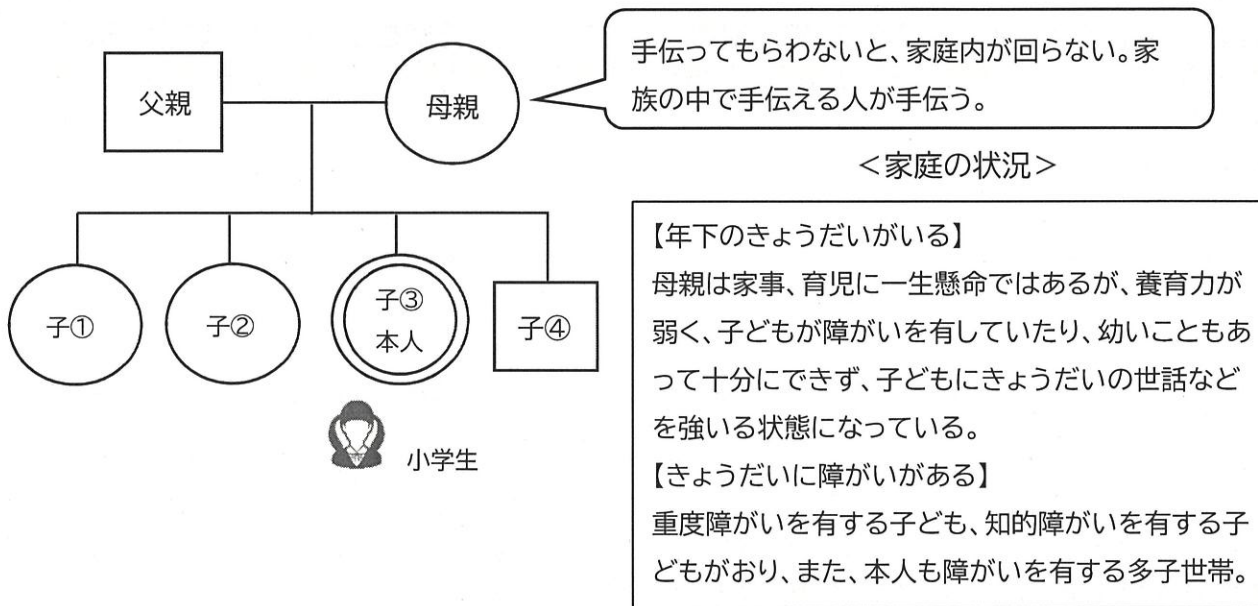 手伝ってもらわないと、家庭内が回らない。家
族の中で手伝える人が手伝う。
父親
母親
＜家庭の状況＞
【年下のきょうだいがいる】
母親は家事、育児に一生懸命ではあるが、養育力が
弱く、子どもが障がいを有していたり、幼いこともあ
って十分にできず、子どもにきょうだいの世話など
を強いる状態になっている。
【きょうだいに障がいがある】
重度障がいを有する子ども、知的障がいを有する子
どもがおり、また、本人も障がいを有する多子世帯。
子①
子②
子③
本人
子④
小学生